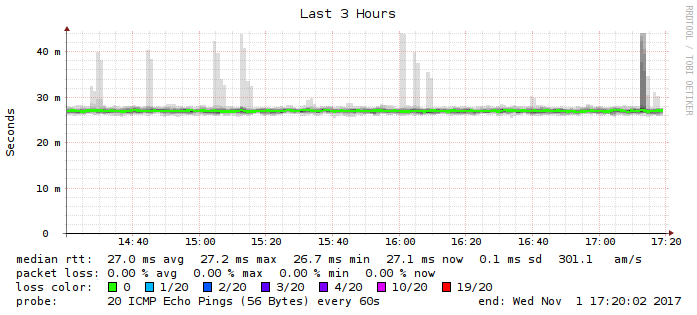 Last 3 Hours
RRDTOOL / TOBI OETIKER
Seconds
40 m
30 m
20 m
10 m
0
14:40 15:00 15:20 15:40 16:00 16:20 16:40 17:00 17:20
median rtt: 27.0 ms avg 27.2 ms max 26.7 ms min 27.1 ms now 0.1 ms sd 301.1 am/s
packet loss: 0.00 % avg 0.00 % max 0.00 % min 0.00 % now
loss color: 0 1/20 2/20 3/20 4/20 10/20 19/20
probe: 20 ICMP Echo Pings (56 Bytes) every 60s end: Wed Nov 1 17:20:02 2017